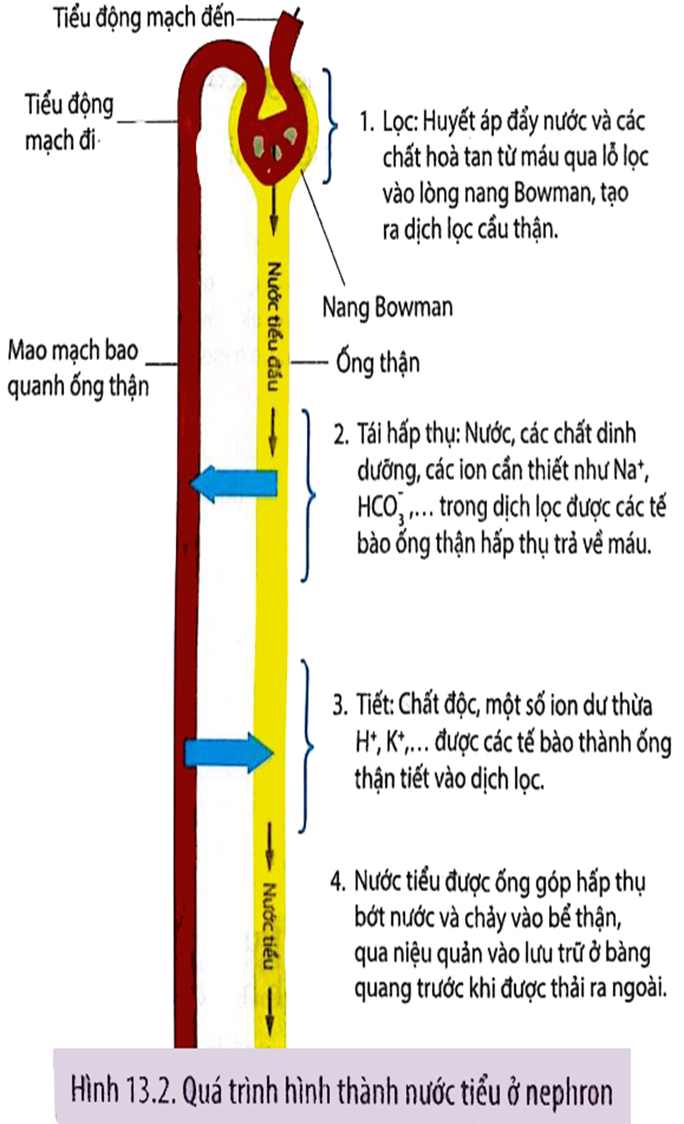 Tiểu động mạch đến
Tiểu động
mạch đi
1. Lọc: Huyết áp đẩy nước và các
chất hoà tan từ máu qua lỗ lọc
vào lòng nang Bowman, tạo
ra dịch lọc cầu thận.
Nang Bowman
Nước tiểu đầu
Mao mạch bao
quanh ống thận
Ống thận
2. Tái hấp thụ: Nước, các chất dinh
dưỡng, các ion cần thiết như Na⁺,
HCO₃⁻,... trong dịch lọc được các tế
bào ống thận hấp thụ trả về máu.
3. Tiết: Chất độc, một số ion dư thừa
H⁺, K⁺,... được các tế bào thành ống
thận tiết vào dịch lọc.
Nước tiểu
4. Nước tiểu được ống góp hấp thụ
bớt nước và chảy vào bể thận,
qua niệu quản vào lưu trữ ở bàng
quang trước khi được thải ra ngoài.
Hình 13.2. Quá trình hình thành nước tiểu ở nephron